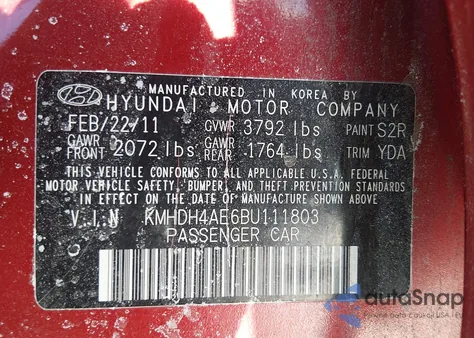 MANUFACTURED IN KOREA BY
HYUNDAI MOTOR COMPANY
FEB/22/11 GVWR 3792 lbs PAINT S2R
GAWR FRONT 2072 lbs GAWR REAR 1764 lbs TRIM YDA
THIS VEHICLE CONFORMS TO ALL APPLICABLE FEDERAL
MOTOR VEHICLE SAFETY, BUMPER, AND THEFT PREVENTION
STANDARDS IN EFFECT ON THE DATE OF MANUFACTURE SHOWN ABOVE
V.I.N KMHDH4AE6BU111803
PASSENGER CAR
autoSnap